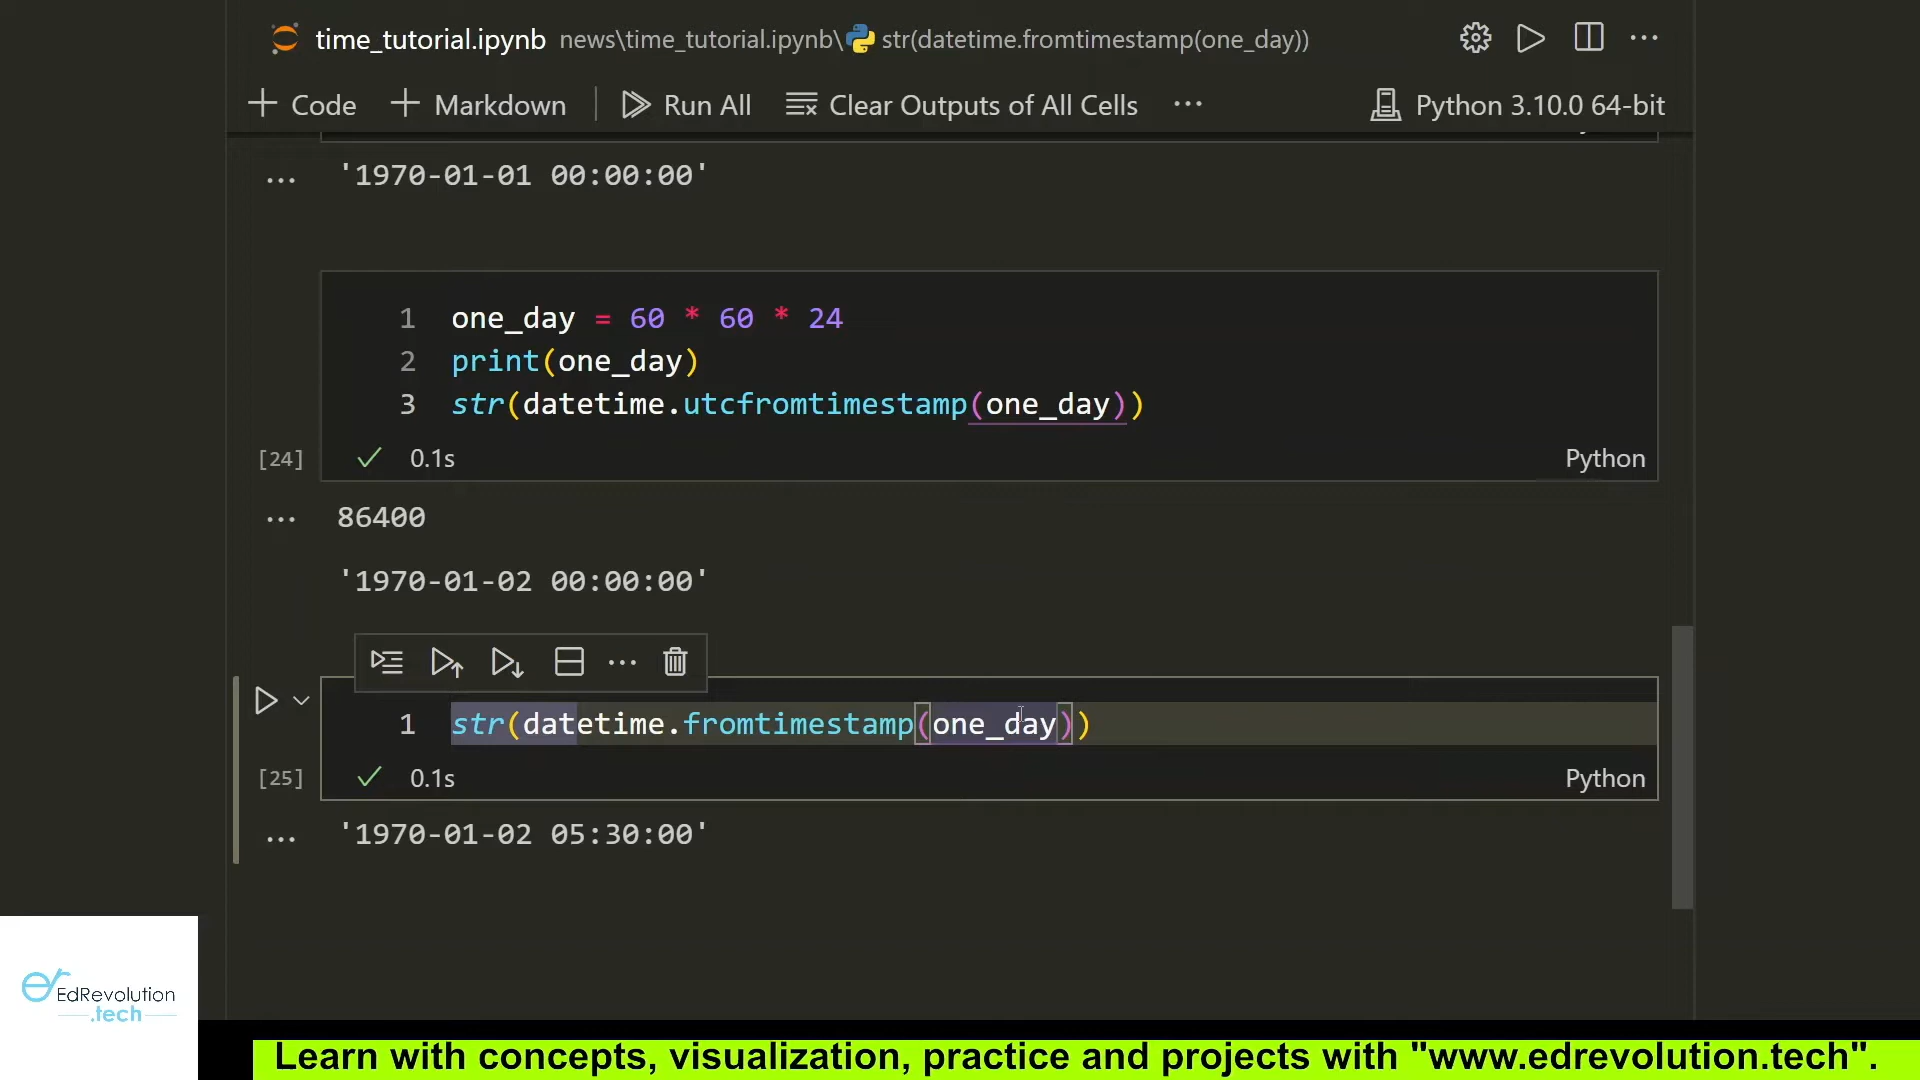 time_tutorial.ipynb news\time_tutorial.ipynb\ str(datetime.fromtimestamp(one_day))
Code Markdown Run All Clear Outputs of All Cells ... Python 3.10.0 64-bit
... '1970-01-01 00:00:00'
1 one_day = 60 * 60 * 24
2 print(one_day)
3 str(datetime.utcfromtimestamp(one_day))
[24] 0.1s Python
... 86400
'1970-01-02 00:00:00'
1 str(datetime.fromtimestamp(one_day))
[25] 0.1s Python
... '1970-01-02 05:30:00'
EdRevolution
.tech
Learn with concepts, visualization, practice and projects with "www.edrevolution.tech".